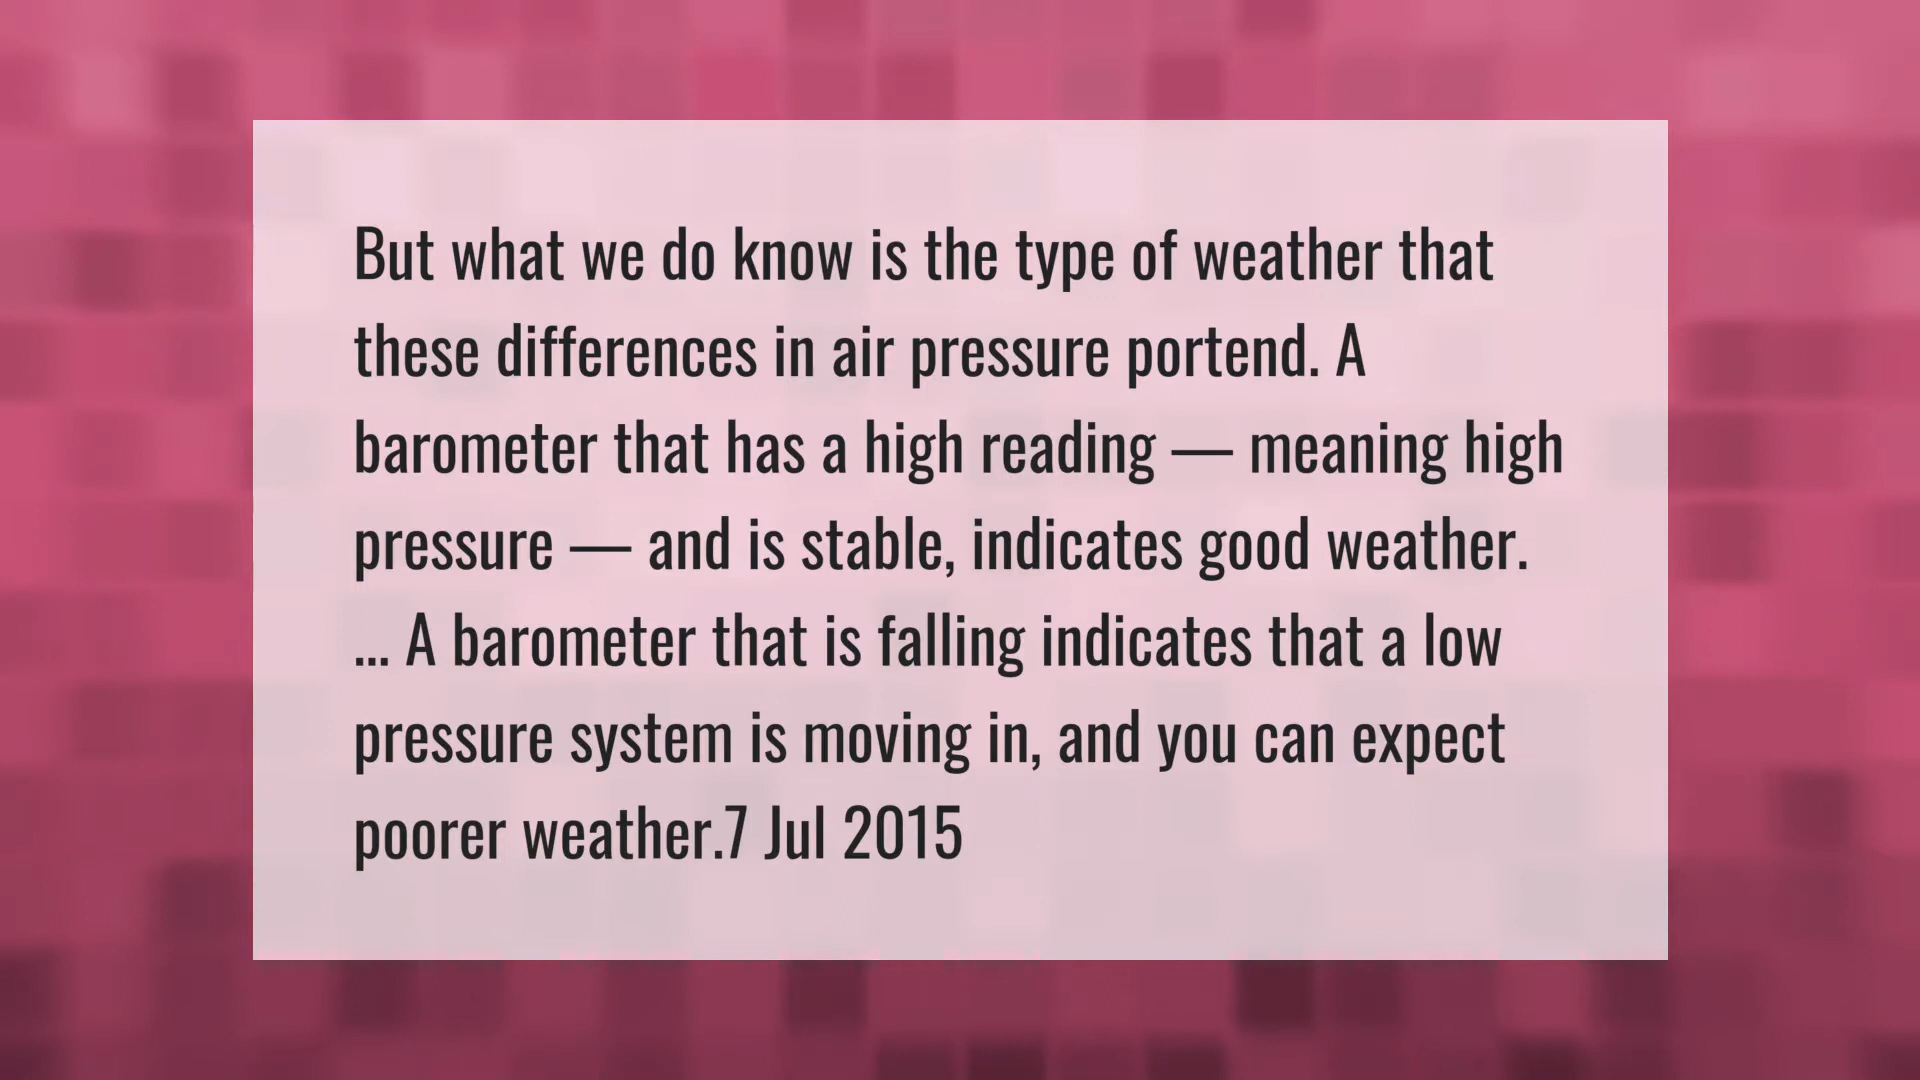 But what we do know is the type of weather that
these differences in air pressure portend. A
barometer that has a high reading — meaning high
pressure — and is stable, indicates good weather.
... A barometer that is falling indicates that a low
pressure system is moving in, and you can expect
poorer weather.7 Jul 2015